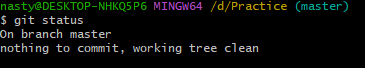 nasty@DESKTOP-NHKQ5P6 MINGW64 /d/Practice (master)
$ git status
On branch master
nothing to commit, working tree clean